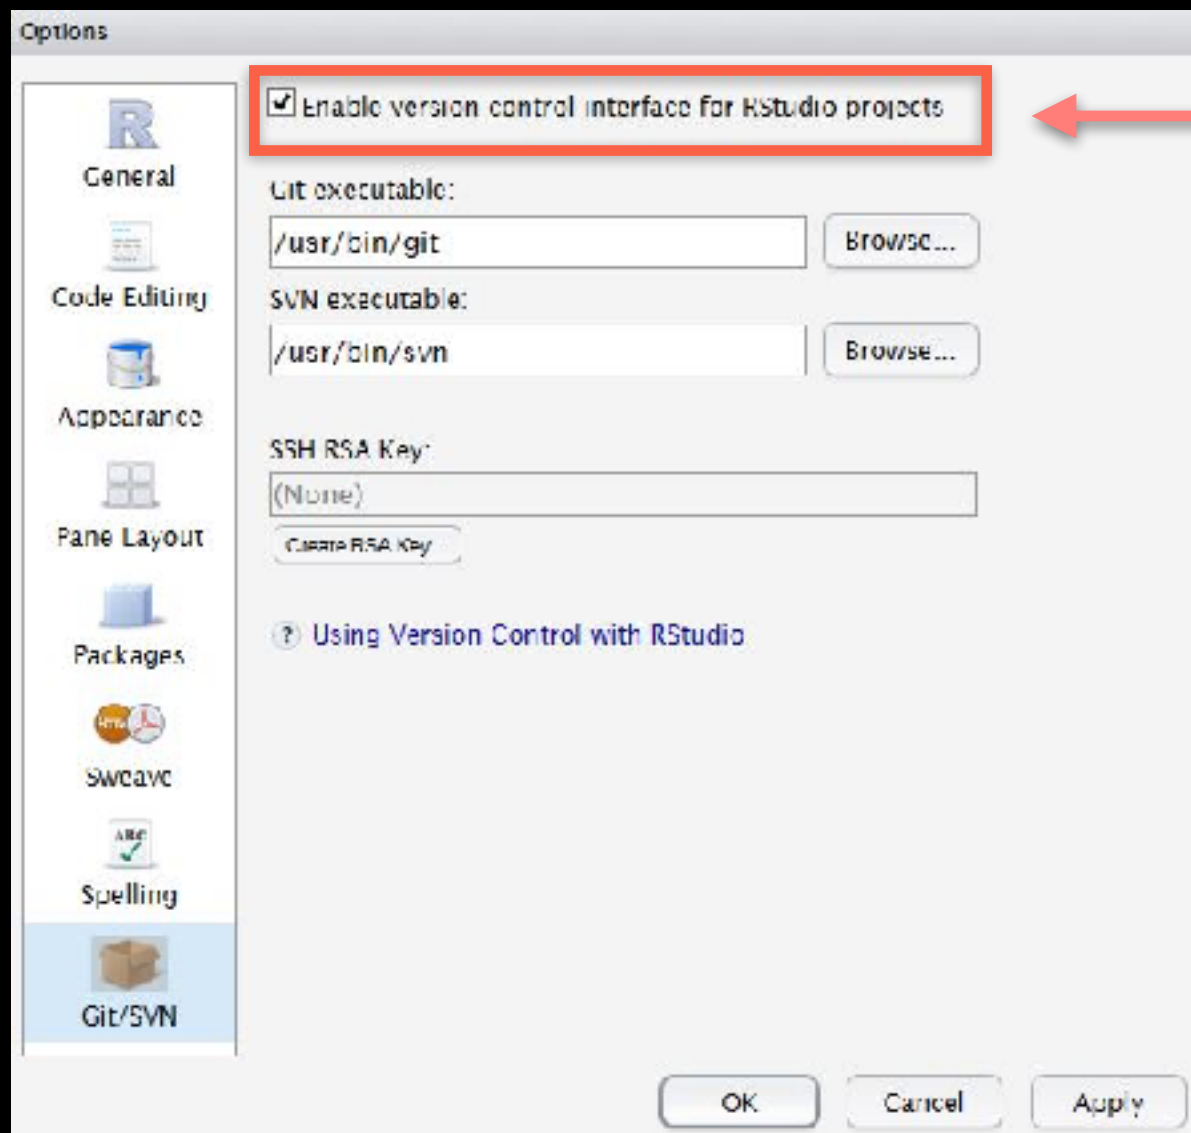 Options
General
Code Editing
Appearance
Pane Layout
Packages
Sweave
ABC
Spelling
Git/SVN
Enable version control interface for RStudio projects
Git executable:
/usr/bin/git
Browse...
SVN executable:
/usr/bin/svn
Browse...
SSH RSA Key:
(None)
Create RSA Key...
? Using Version Control with RStudio
OK
Cancel
Apply